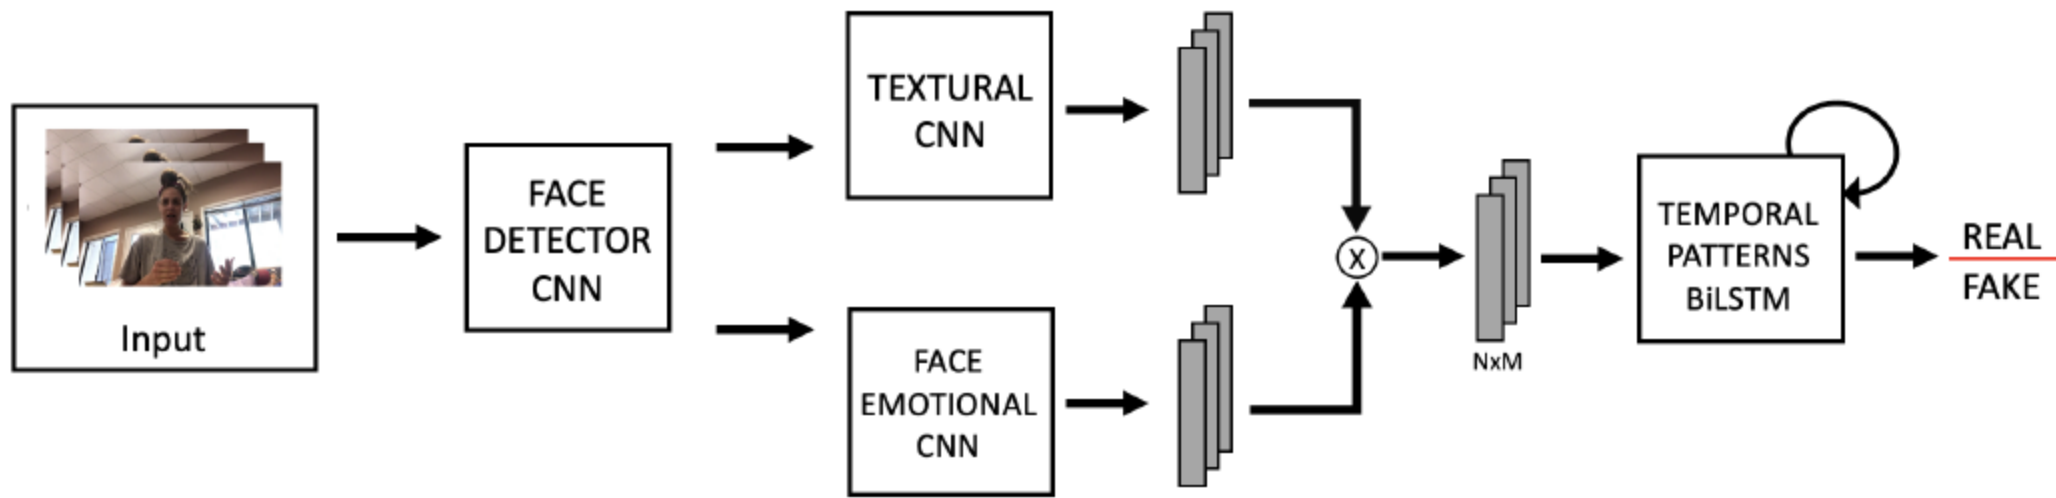 Input
FACE
DETECTOR
CNN
TEXTURAL
CNN
FACE
EMOTIONAL
CNN
X
NxM
TEMPORAL
PATTERNS
BiLSTM
REAL
FAKE